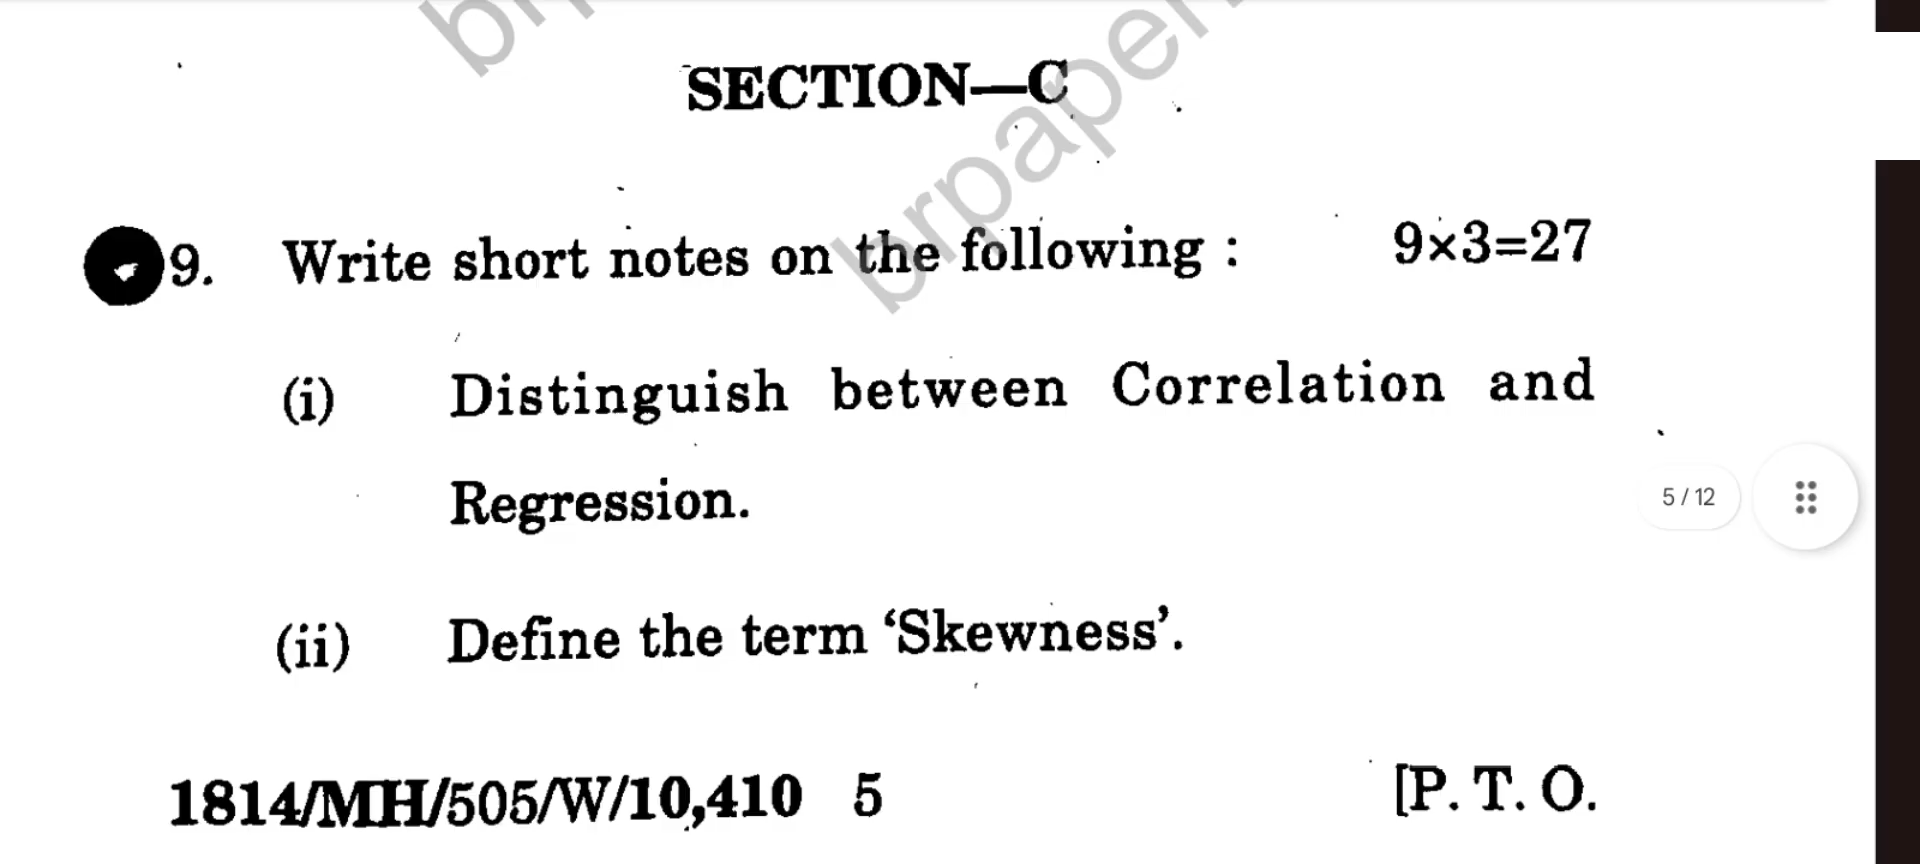 SECTION—C
brpaper
9. Write short notes on the following : 9×3=27
(i) Distinguish between Correlation and
Regression.
5 / 12
(ii) Define the term ‘Skewness’.
1814/MH/505/W/10,410 5 [P. T. O.